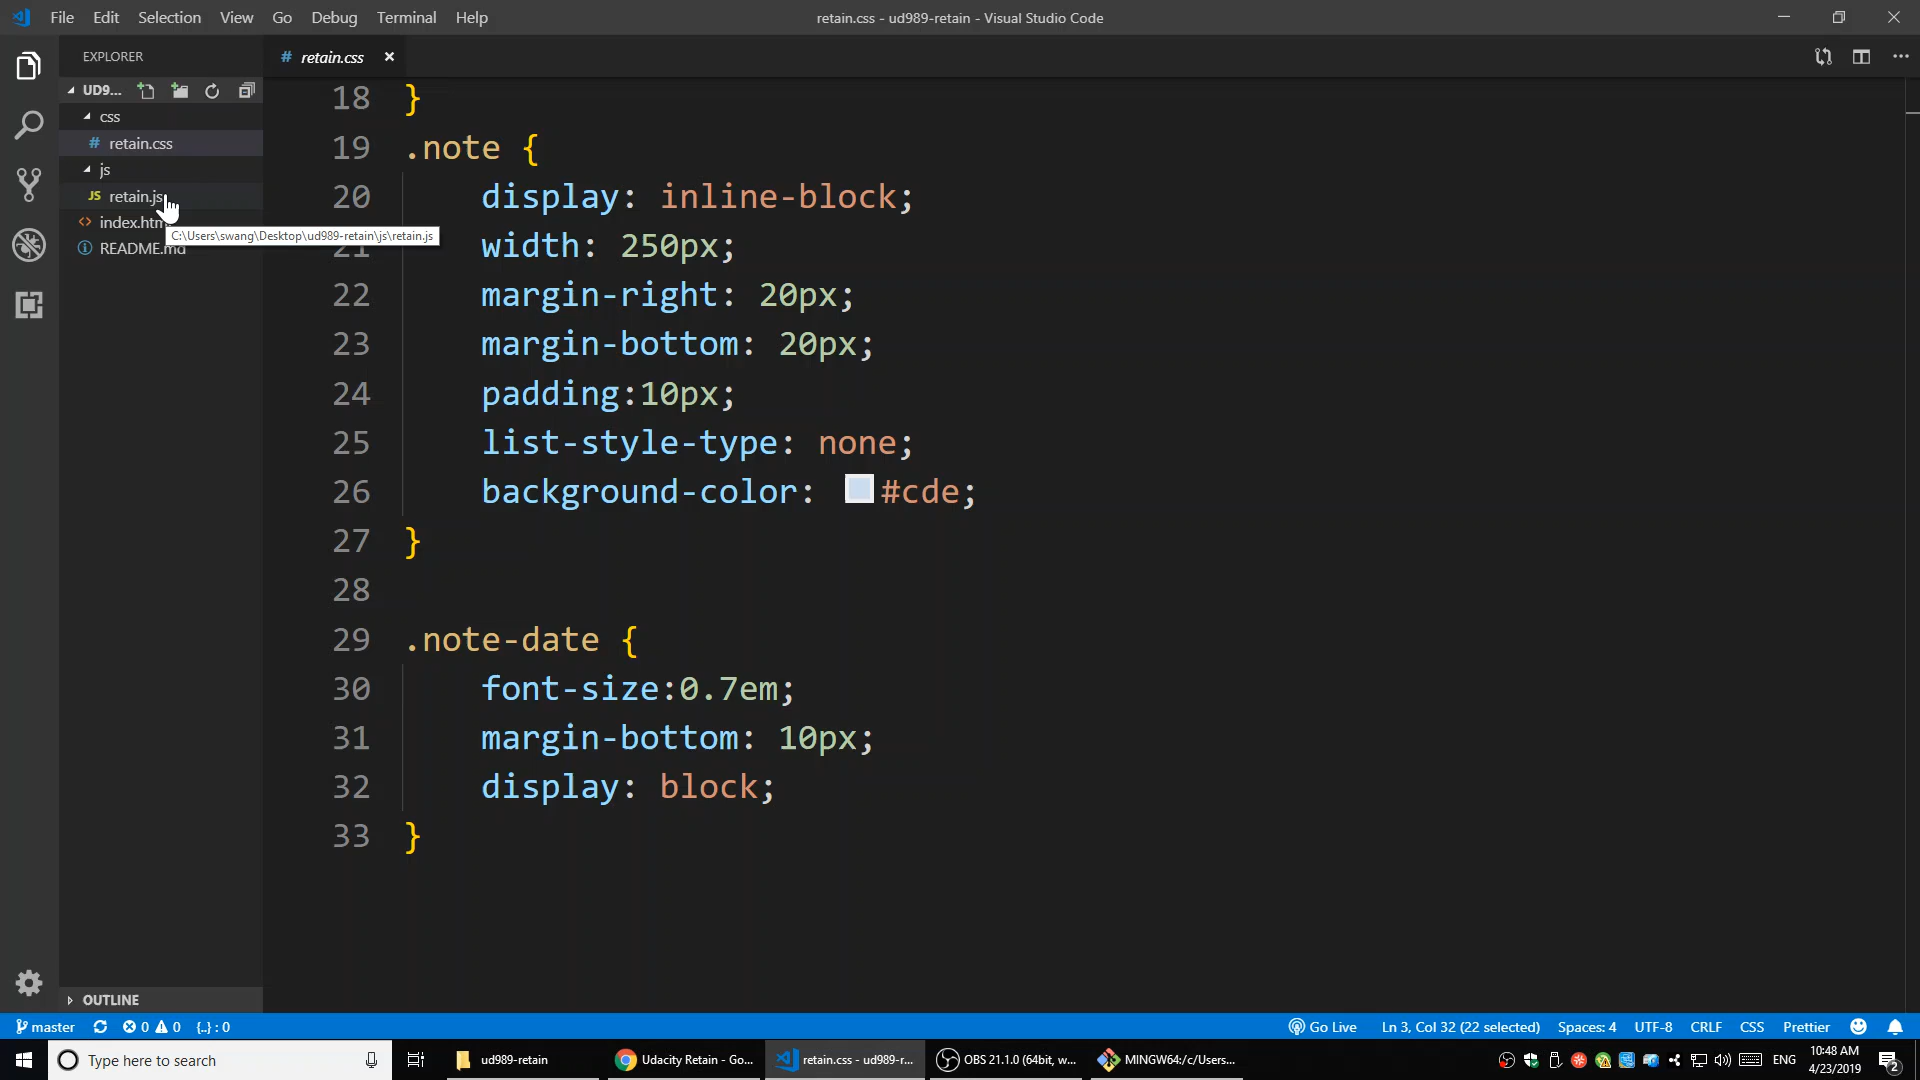 File Edit Selection View Go Debug Terminal Help
retain.css - ud989-retain - Visual Studio Code
EXPLORER
# retain.css ×
UD9...
css
# retain.css
js
JS retain.js
<> index.htm
README.md
C:\Users\swang\Desktop\ud989-retain\js\retain.js
18 }
19 .note {
20 display: inline-block;
21 width: 250px;
22 margin-right: 20px;
23 margin-bottom: 20px;
24 padding:10px;
25 list-style-type: none;
26 background-color: #cde;
27 }
28
29 .note-date {
30 font-size:0.7em;
31 margin-bottom: 10px;
32 display: block;
33 }
OUTLINE
master 0 0 {..} : 0 Go Live Ln 3, Col 32 (22 selected) Spaces: 4 UTF-8 CRLF CSS Prettier
Type here to search ud989-retain Udacity Retain - Go... retain.css - ud989-r... OBS 21.1.0 (64bit, w... MINGW64:/c/Users... ENG
10:48 AM
4/23/2019
2